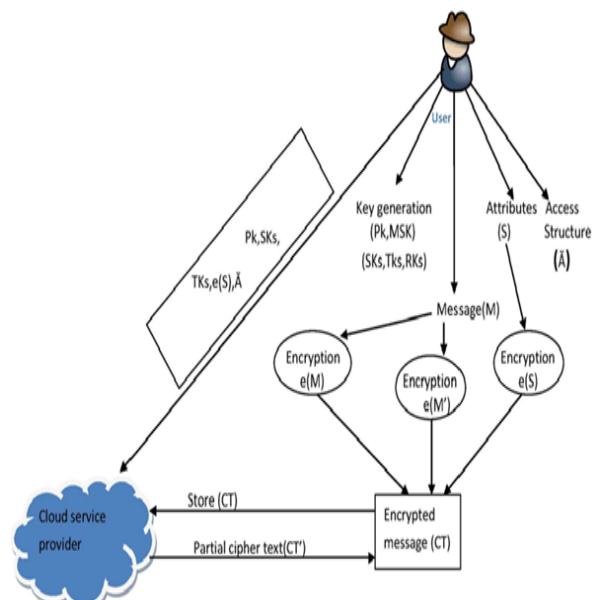 User
Pk,SKs,
TKs,e(S),Ă
Key generation
(Pk,MSK)
(SKs,Tks,RKs)
Attributes
(S)
Access
Structure
(Ă)
Message(M)
Encryption
e(M)
Encryption
e(M')
Encryption
e(S)
Store (CT)
Cloud service
provider
Encrypted
message (CT)
Partial cipher text(CT')